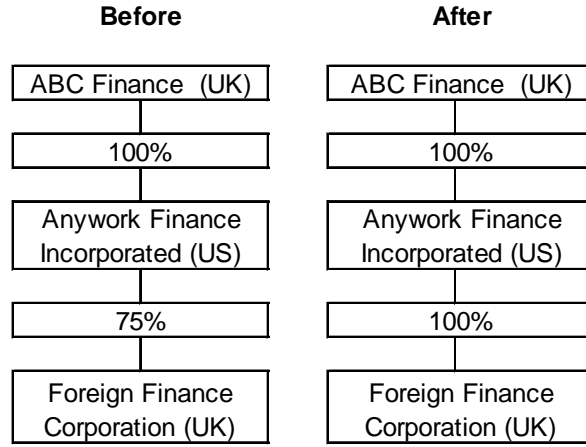 Before
After
ABC Finance (UK)
ABC Finance (UK)
100%
100%
Anywork Finance
Incorporated (US)
Anywork Finance
Incorporated (US)
75%
100%
Foreign Finance
Corporation (UK)
Foreign Finance
Corporation (UK)